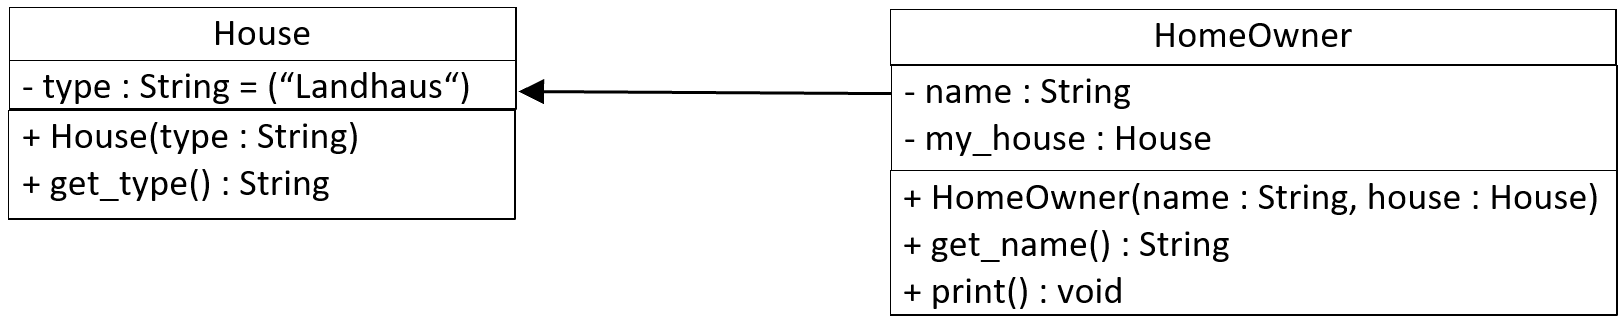 House
- type : String = (“Landhaus“)
+ House(type : String)
+ get_type() : String
HomeOwner
- name : String
- my_house : House
+ HomeOwner(name : String, house : House)
+ get_name() : String
+ print() : void